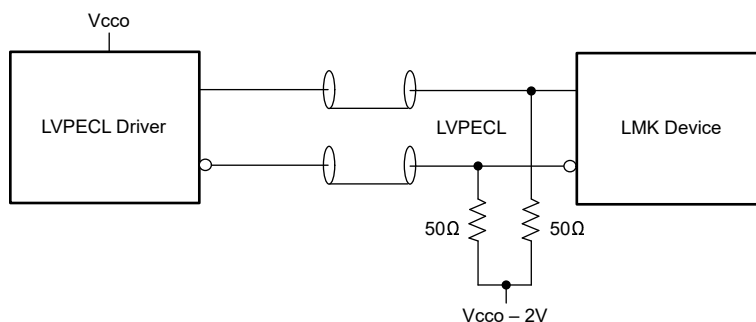 Vcco
LVPECL Driver
LVPECL
LMK Device
50Ω
50Ω
Vcco – 2V